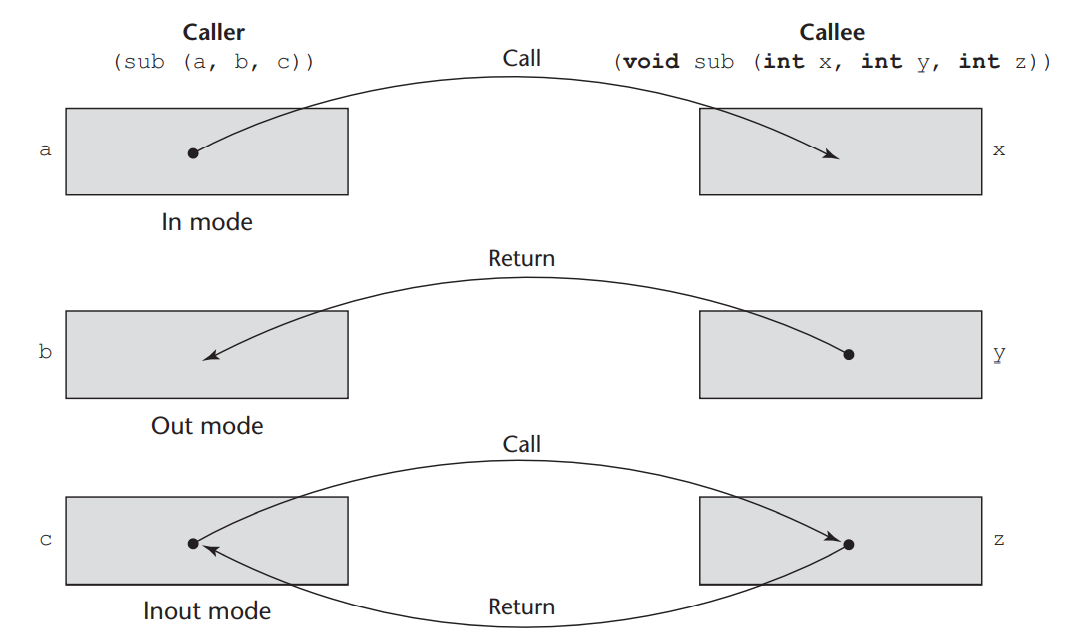 Caller
Callee
(sub (a, b, c))
Call
(void sub (int x, int y, int z))
a
x
In mode
Return
b
y
Out mode
Call
c
z
Inout mode
Return